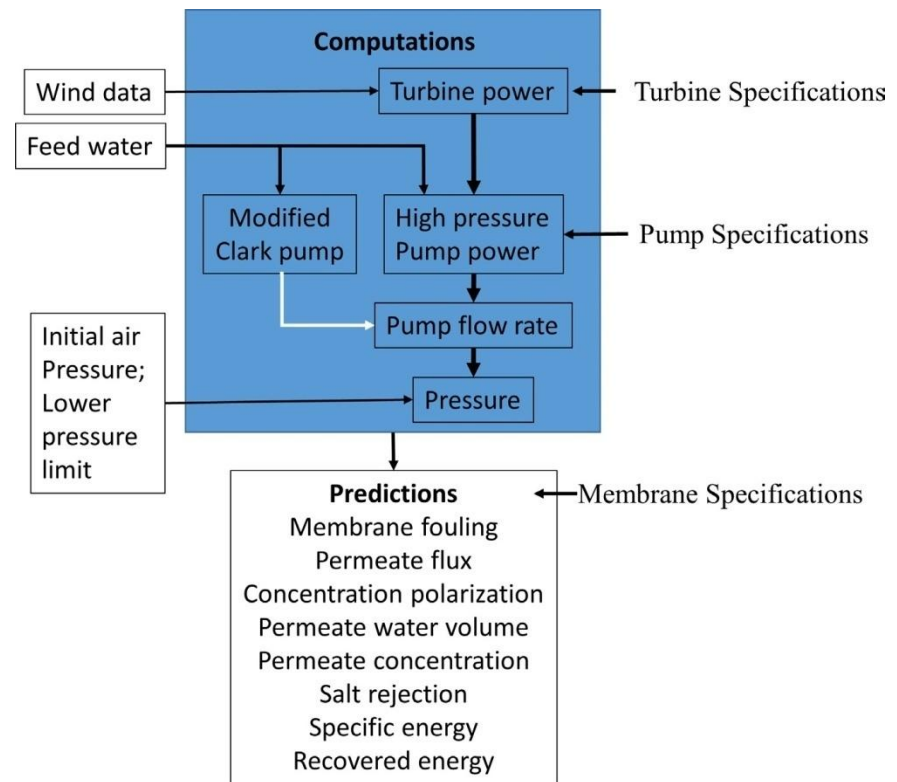 Computations
Wind data
Turbine power
Turbine Specifications
Feed water
Modified
Clark pump
High pressure
Pump power
Pump Specifications
Pump flow rate
Initial air
Pressure;
Lower
pressure
limit
Pressure
Predictions
Membrane Specifications
Membrane fouling
Permeate flux
Concentration polarization
Permeate water volume
Permeate concentration
Salt rejection
Specific energy
Recovered energy